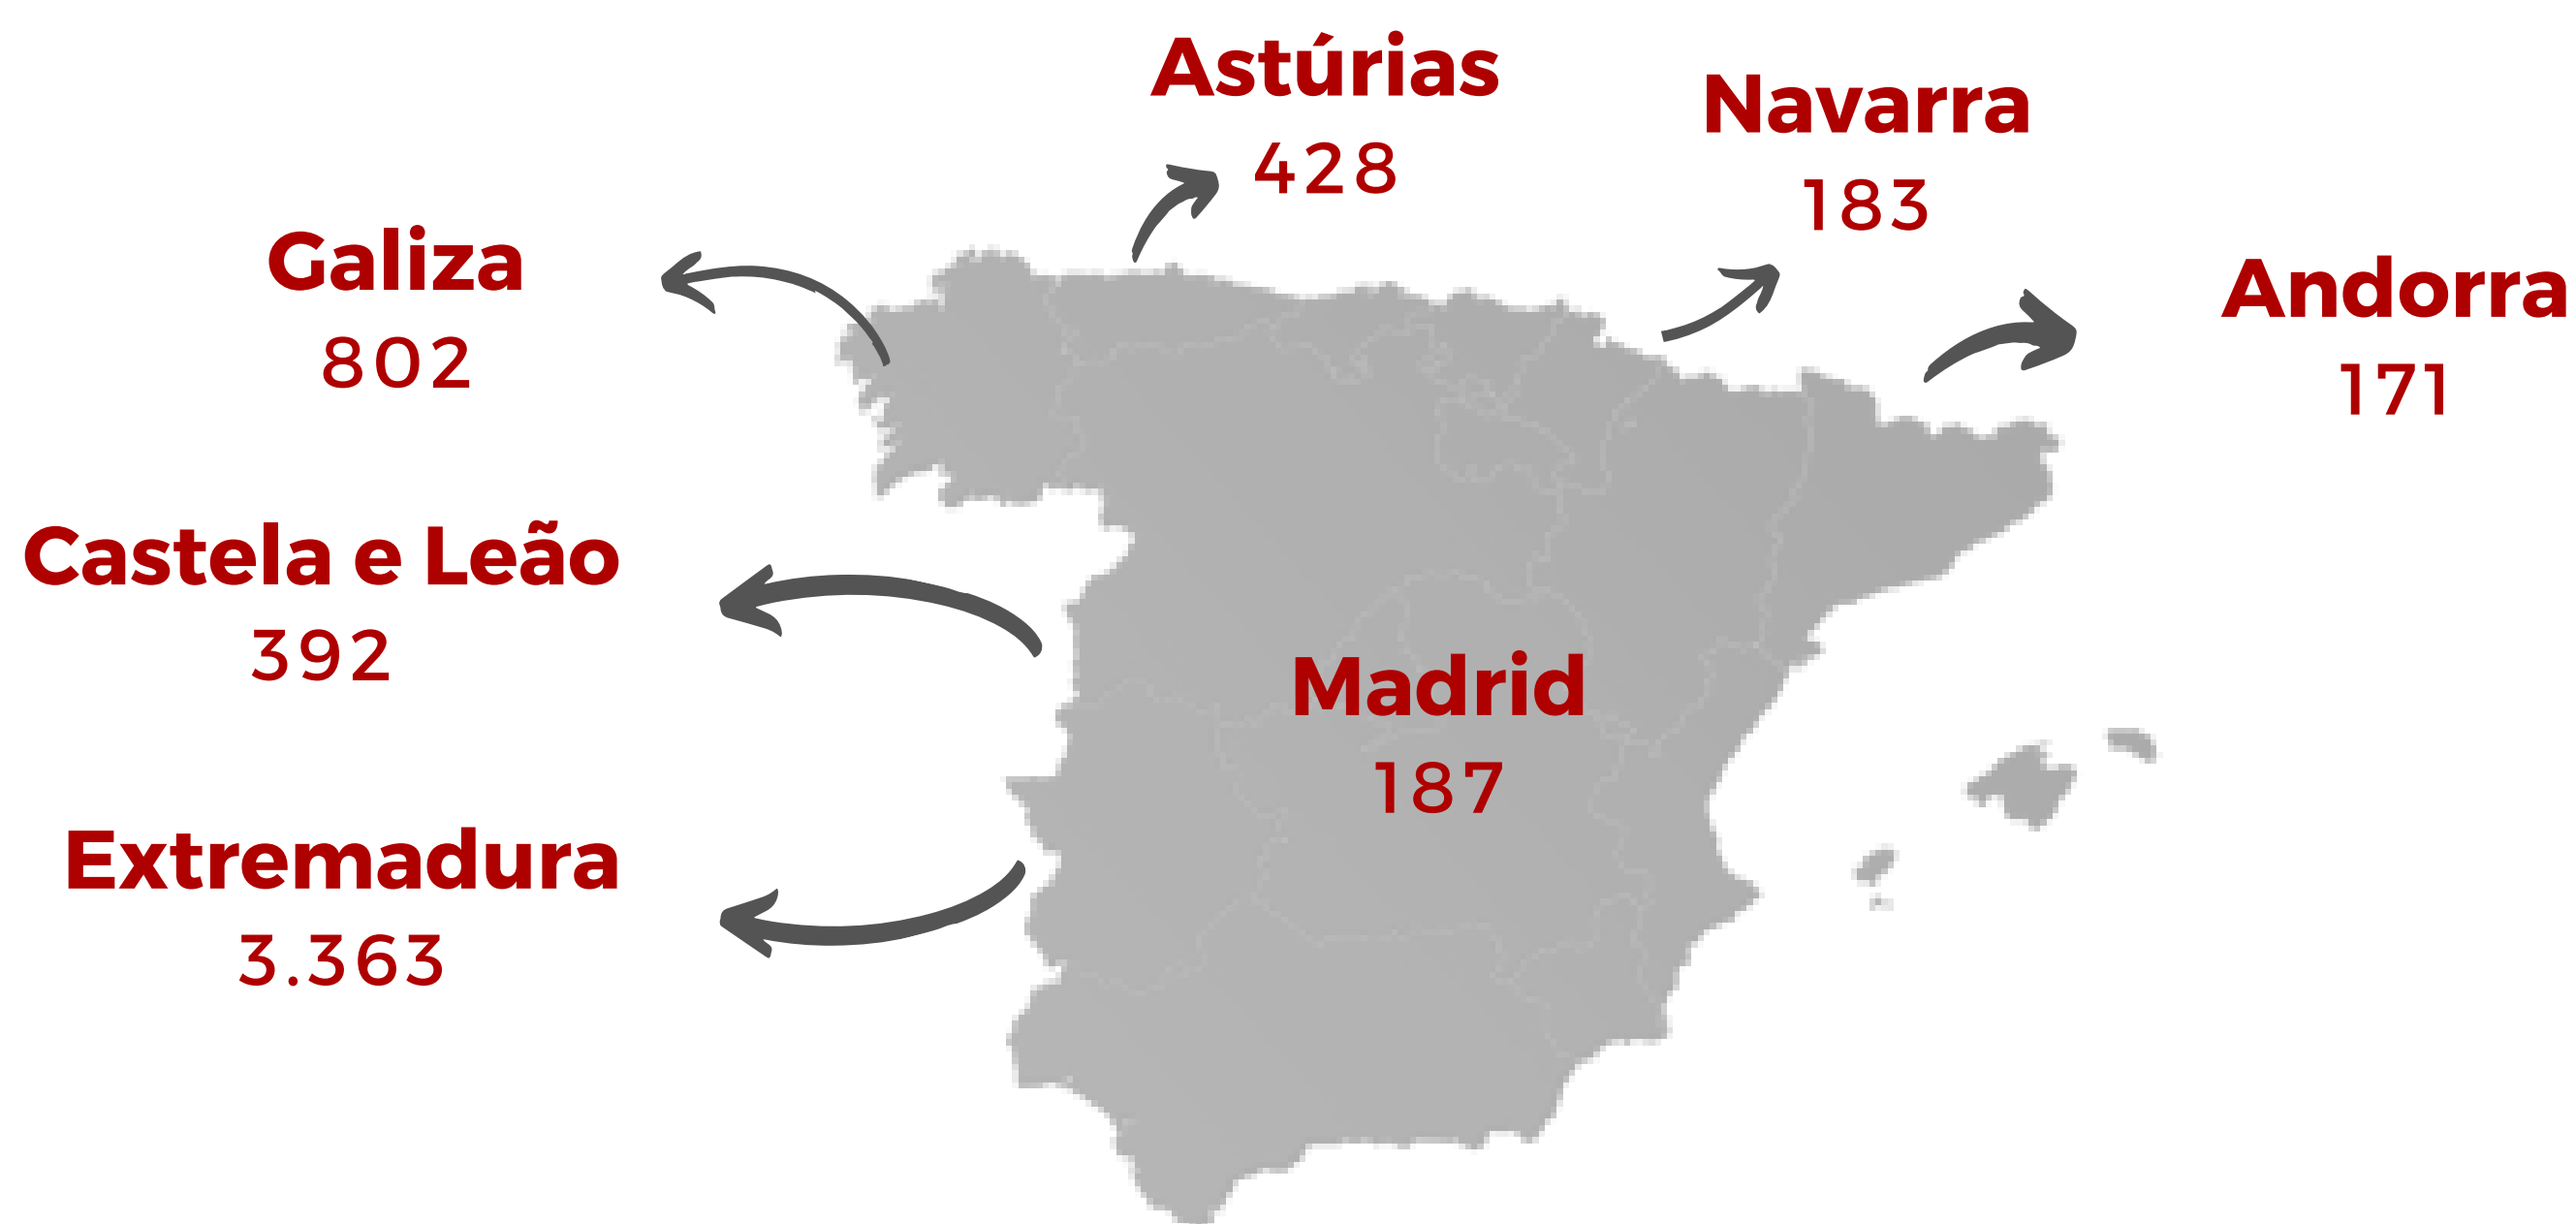 Astúrias
428
Navarra
183
Galiza
802
Andorra
171
Castela e Leão
392
Madrid
187
Extremadura
3.363